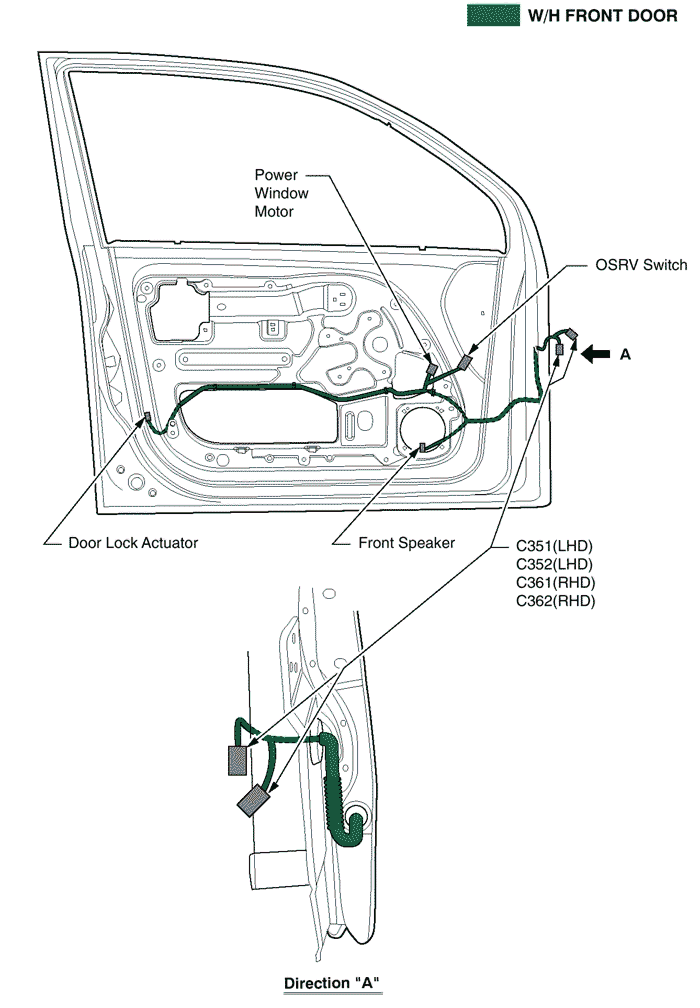 W/H FRONT DOOR
Power
Window
Motor
OSRV Switch
A
Door Lock Actuator
Front Speaker
C351(LHD)
C352(LHD)
C361(RHD)
C362(RHD)
Direction "A"